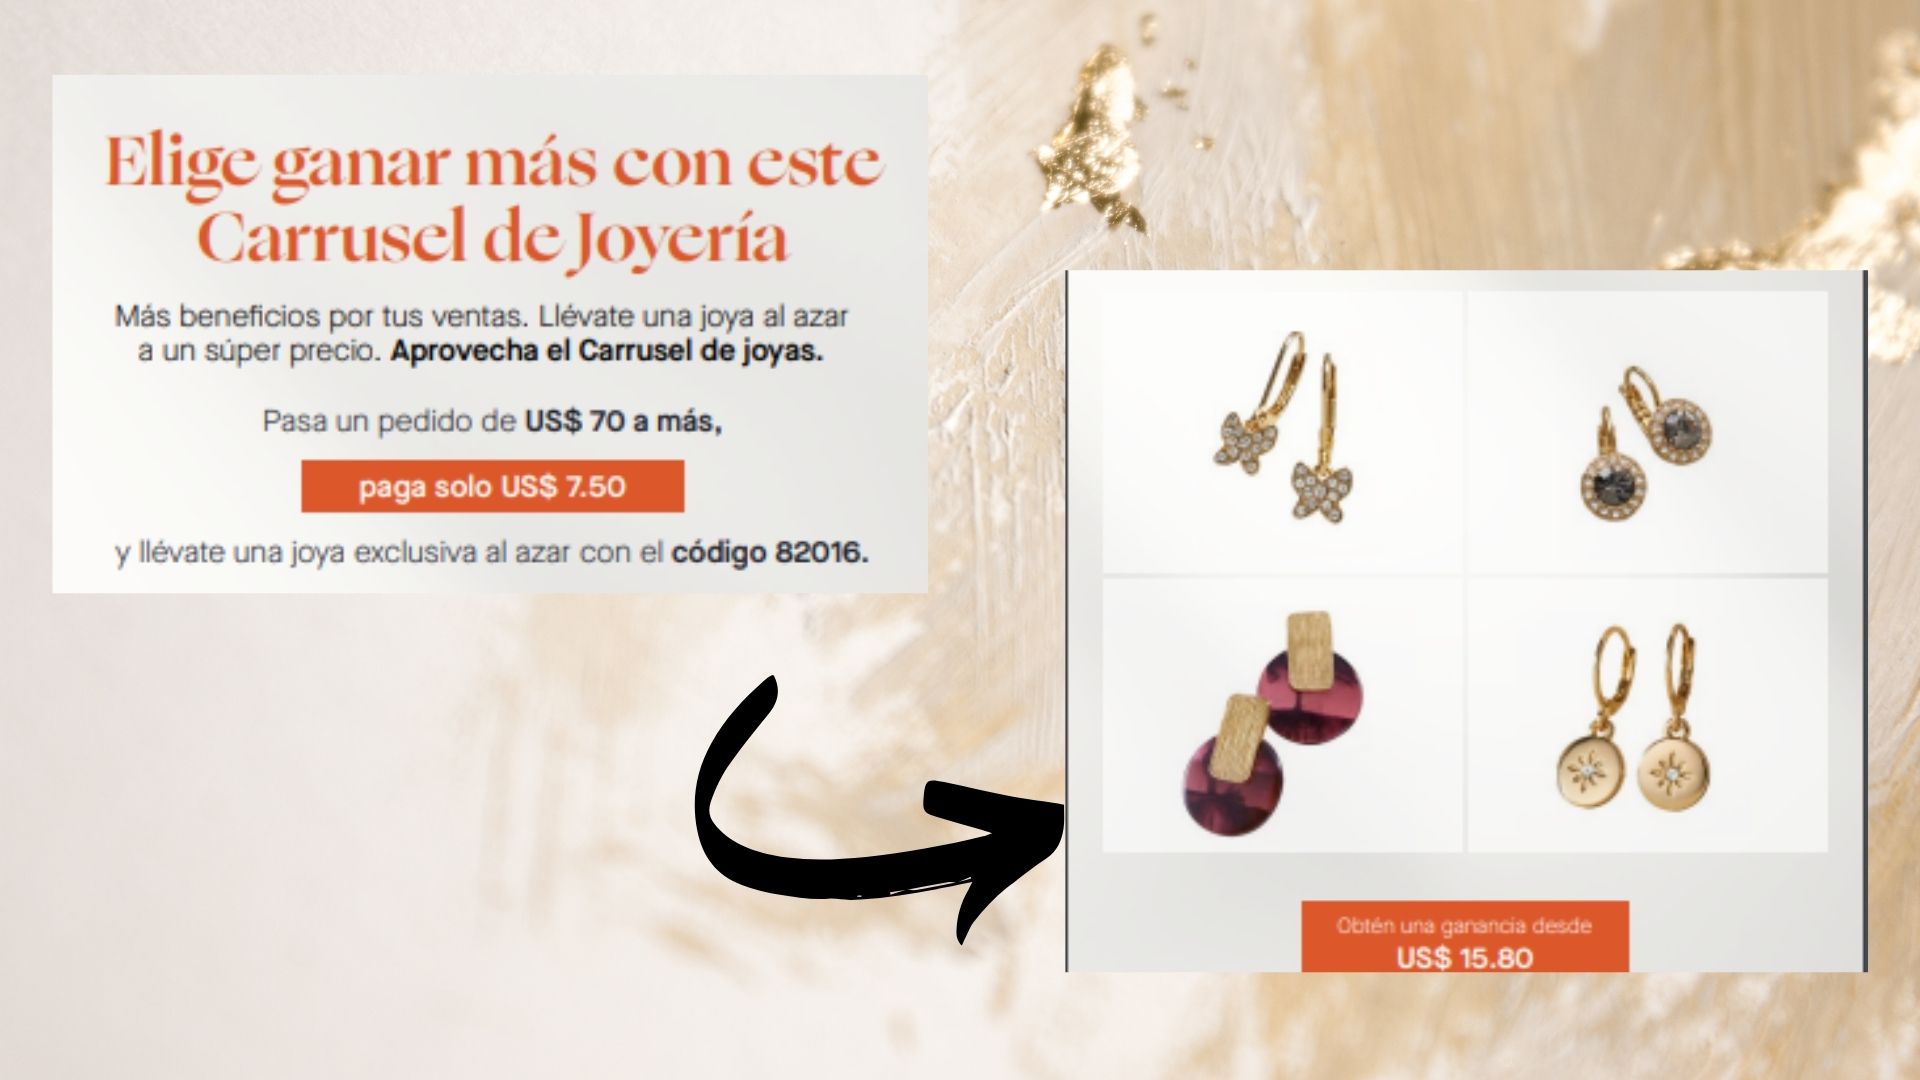 Elige ganar más con este
Carrusel de Joyería
Más beneficios por tus ventas. Llévate una joya al azar
a un súper precio. Aprovecha el Carrusel de joyas.
Pasa un pedido de US$ 70 a más,
paga solo US$ 7.50
y llévate una joya exclusiva al azar con el código 82016.
Obtén una ganancia desde
US$ 15.80